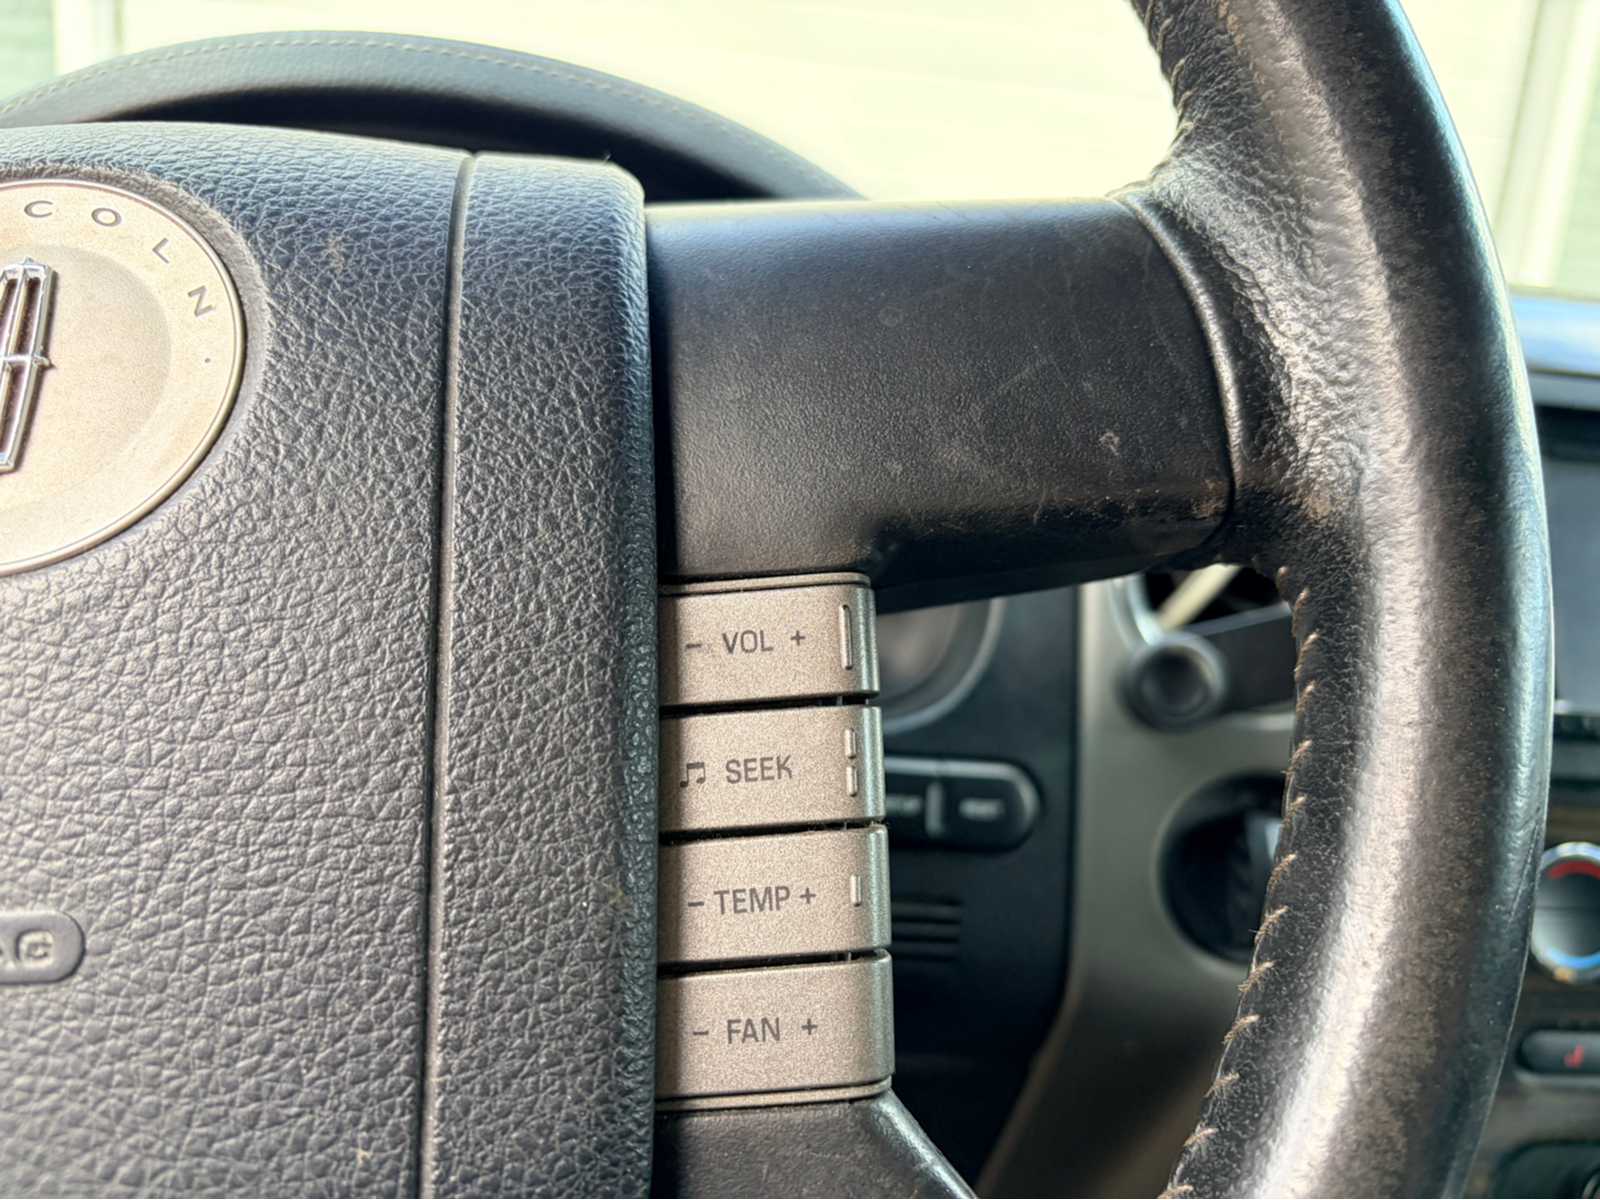 COLN
- VOL +
♫ SEEK
- TEMP +
- FAN +